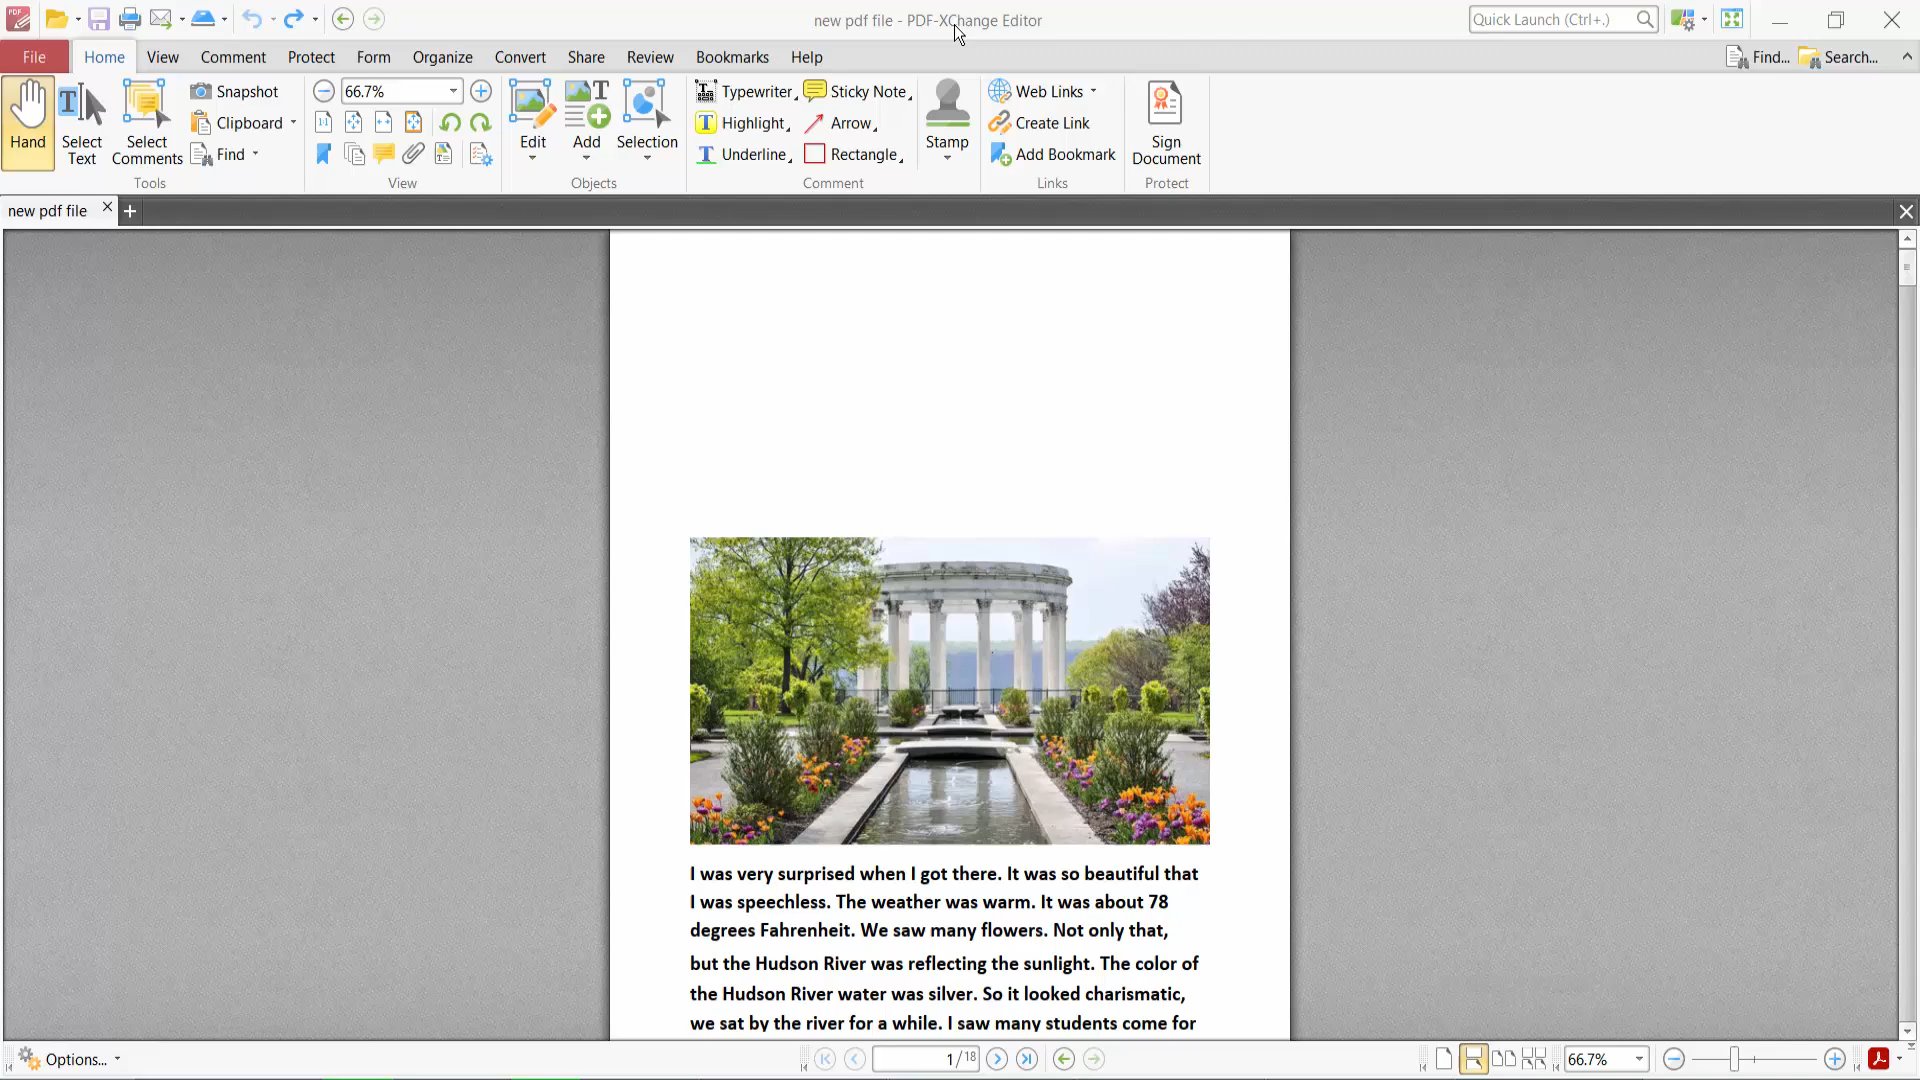 PDF
new pdf file - PDF-XChange Editor
Quick Launch (Ctrl+.)
File
Home
View
Comment
Protect
Form
Organize
Convert
Share
Review
Bookmarks
Help
Find...
Search...
Hand
Select
Text
Select
Comments
Snapshot
Clipboard
Find
Tools
66.7%
View
Edit
Add
Selection
Objects
Typewriter
Highlight
Underline
Sticky Note
Arrow
Rectangle
Stamp
Comment
Web Links
Create Link
Add Bookmark
Links
Sign
Document
Protect
new pdf file
I was very surprised when I got there. It was so beautiful that
I was speechless. The weather was warm. It was about 78
degrees Fahrenheit. We saw many flowers. Not only that,
but the Hudson River was reflecting the sunlight. The color of
the Hudson River water was silver. So it looked charismatic,
we sat by the river for a while. I saw many students come for
Options...
1 / 18
66.7%